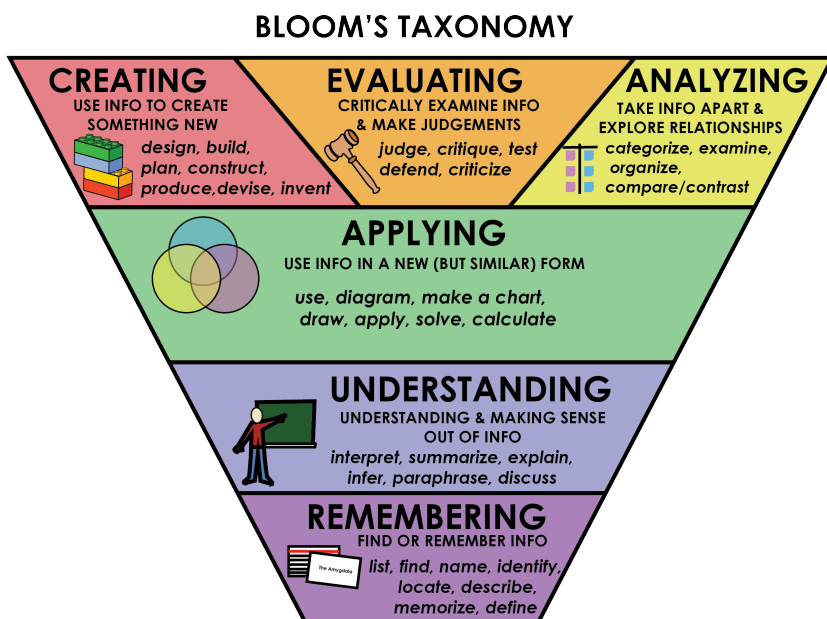 BLOOM'S TAXONOMY
CREATING
USE INFO TO CREATE
SOMETHING NEW
design, build,
plan, construct,
produce,devise, invent
EVALUATING
CRITICALLY EXAMINE INFO
& MAKE JUDGEMENTS
judge, critique, test
defend, criticize
ANALYZING
TAKE INFO APART &
EXPLORE RELATIONSHIPS
categorize, examine,
organize,
compare/contrast
APPLYING
USE INFO IN A NEW (BUT SIMILAR) FORM
use, diagram, make a chart,
draw, apply, solve, calculate
UNDERSTANDING
UNDERSTANDING & MAKING SENSE
OUT OF INFO
interpret, summarize, explain,
infer, paraphrase, discuss
REMEMBERING
FIND OR REMEMBER INFO
The Amygdala
list, find, name, identify,
locate, describe,
memorize, define